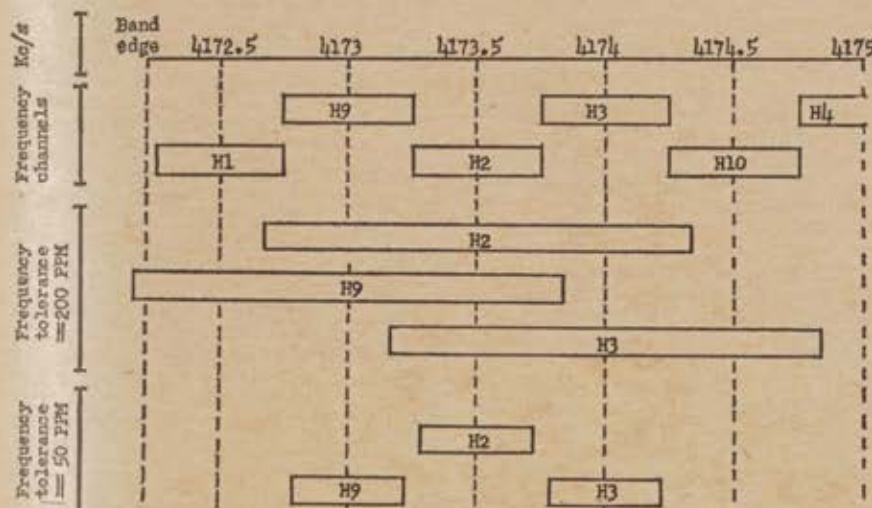 Kc/s
Band
edge 4172.5 4173 4173.5 4174 4174.5 4175
Frequency
channels
H9 H3 H4
H1 H2 H10
Frequency
tolerance
=200 PPM
H2
H9
H3
Frequency
tolerance
= 50 PPM
H2
H9 H3